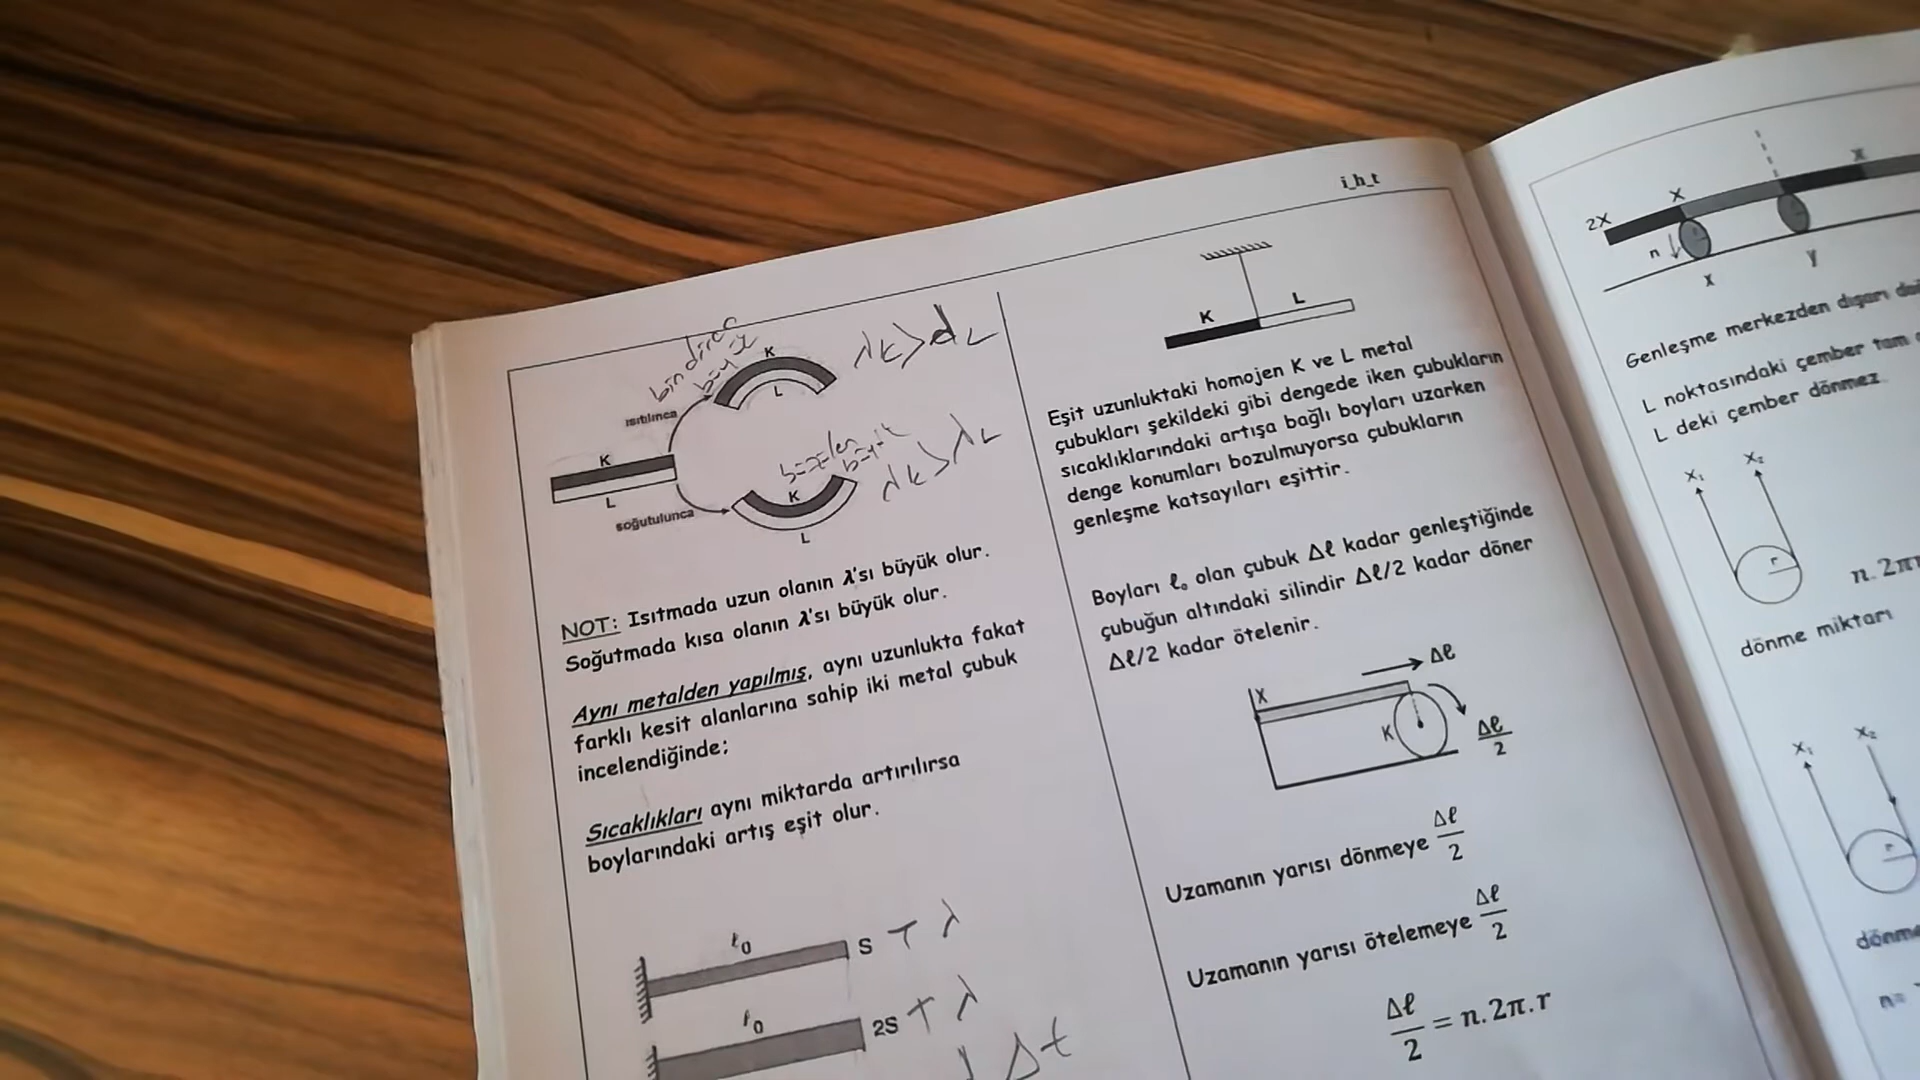 i_h_t
K
L
ısıtılınca
K
L
soğutulunca
K
L
λK > λL
NOT: Isıtmada uzun olanın λ'sı büyük olur.
Soğutmada kısa olanın λ'sı büyük olur.
Aynı metalden yapılmış, aynı uzunlukta fakat
farklı kesit alanlarına sahip iki metal çubuk
incelendiğinde;
Sıcaklıkları aynı miktarda artırılırsa
boylarındaki artış eşit olur.
ℓ0 S T λ
ℓ0 2S T λ
Δt
K
L
Eşit uzunluktaki homojen K ve L metal
çubukları şekildeki gibi dengede iken çubukların
sıcaklıklarındaki artışa bağlı boyları uzarken
denge konumları bozulmuyorsa çubukların
genleşme katsayıları eşittir.
Boyları ℓ₀ olan çubuk Δℓ kadar genleştiğinde
çubuğun altındaki silindir Δℓ/2 kadar döner
Δℓ/2 kadar ötelenir.
X
Δℓ
K
Δℓ/2
Uzamanın yarısı dönmeye Δℓ/2
Uzamanın yarısı ötelemeye Δℓ/2
Δℓ/2 = n.2π.r
2X X X
n
x y
Genleşme merkezden dışarı
L noktasındaki çember tam
L deki çember dönmez
X₁ X₂
r
n.2π
dönme miktarı
X₁ X₂
r
n=